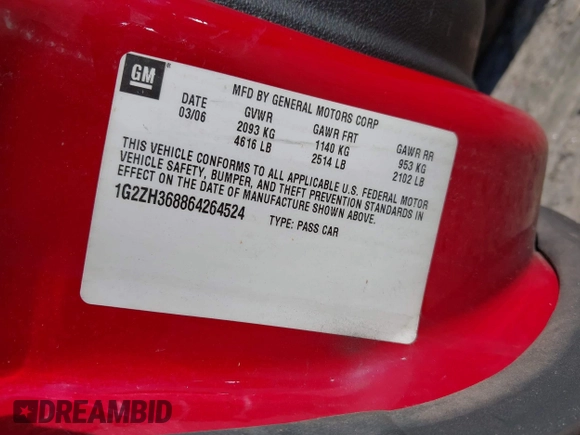 GM
MFD BY GENERAL MOTORS CORP
DATE GVWR GAWR FRT GAWR RR
03/06 2093 KG 1140 KG 953 KG
4616 LB 2514 LB 2102 LB
THIS VEHICLE CONFORMS TO ALL APPLICABLE U.S. FEDERAL MOTOR
VEHICLE SAFETY, BUMPER, AND THEFT PREVENTION STANDARDS IN
EFFECT ON THE DATE OF MANUFACTURE SHOWN ABOVE.
1G2ZH368864264524 TYPE: PASS CAR
DREAMBID